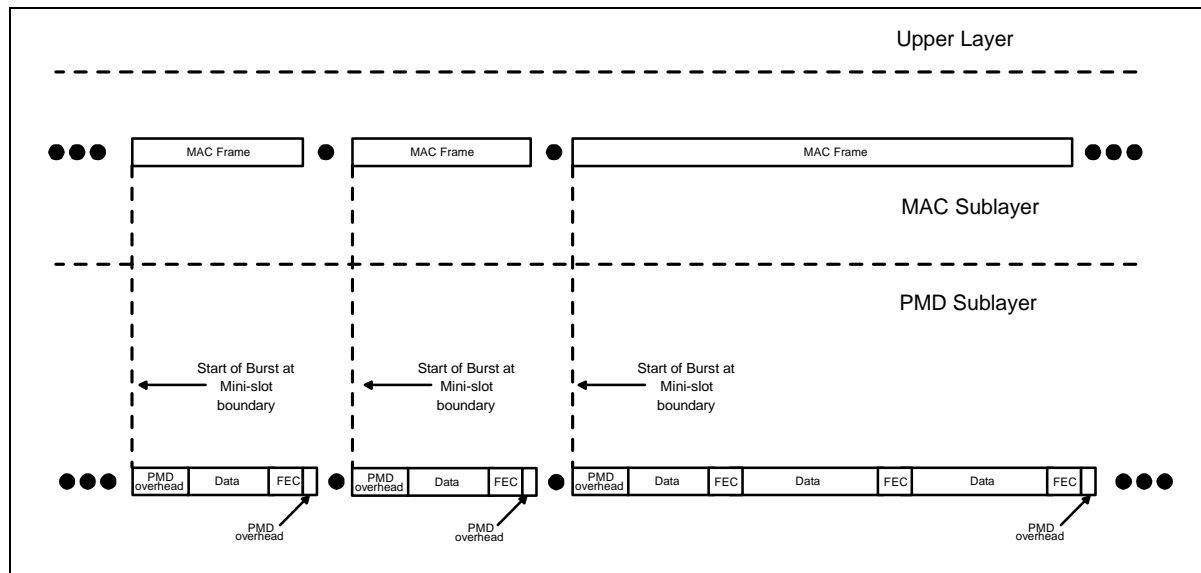 Upper Layer
MAC Frame
MAC Frame
MAC Frame
MAC Sublayer
PMD Sublayer
Start of Burst at
Mini-slot
boundary
Start of Burst at
Mini-slot
boundary
Start of Burst at
Mini-slot
boundary
PMD
overhead
Data
FEC
PMD
overhead
Data
FEC
PMD
overhead
Data
FEC
Data
FEC
Data
FEC
PMD
overhead
PMD
overhead
PMD
overhead